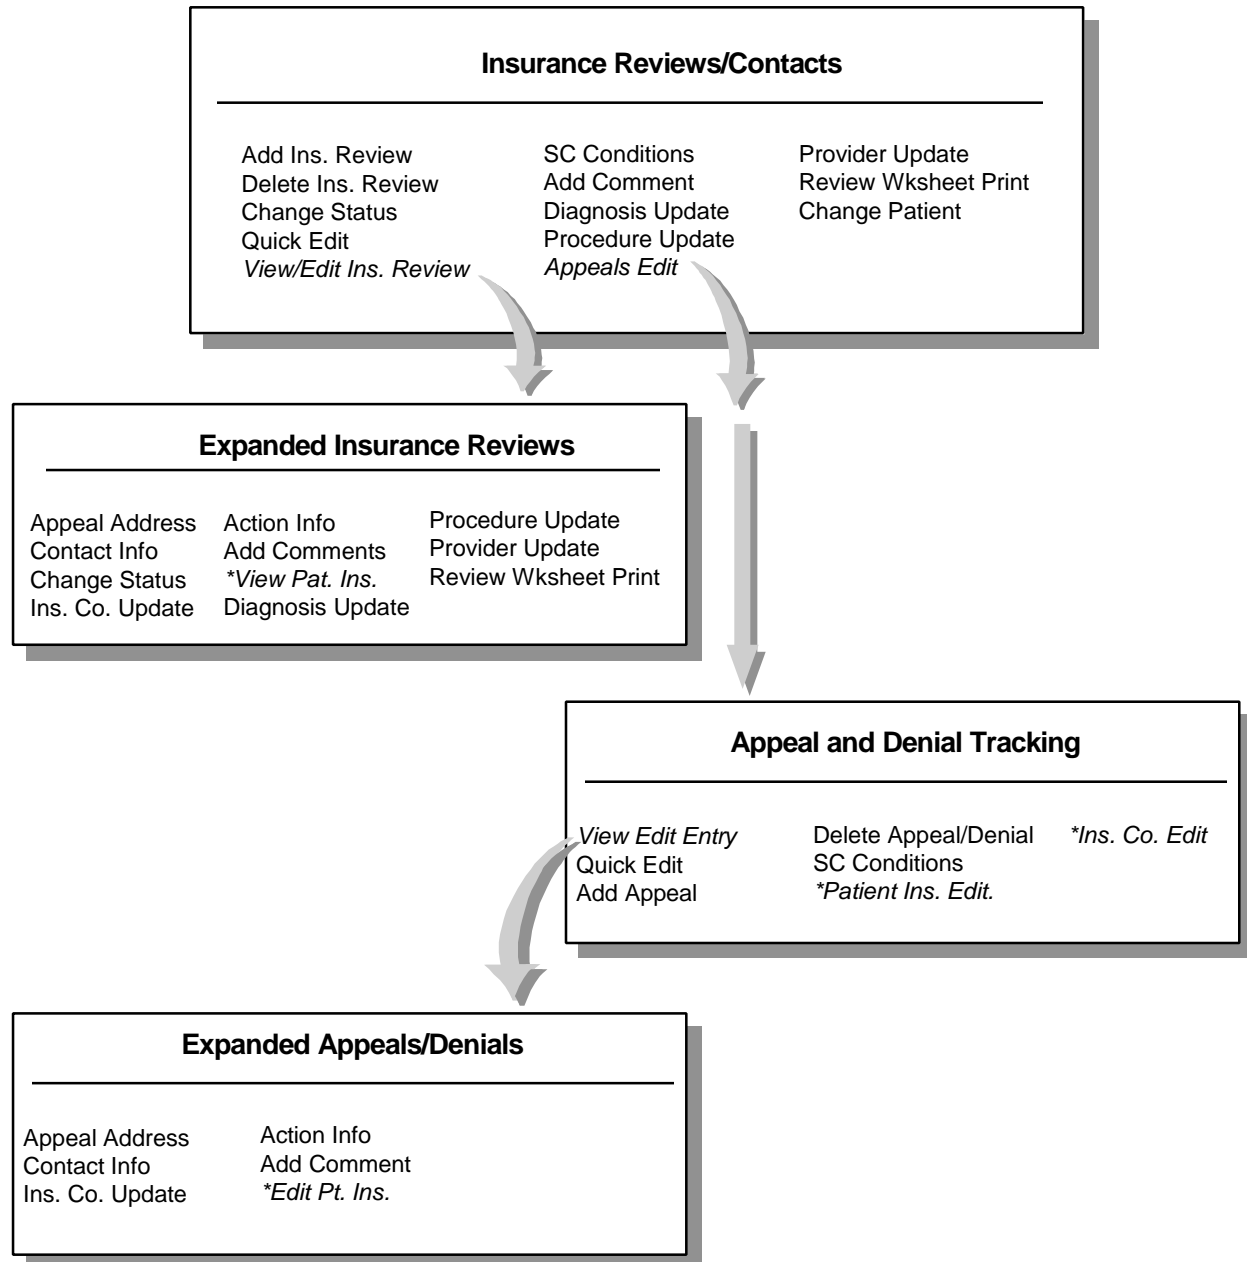 Insurance Reviews/Contacts
Add Ins. Review
Delete Ins. Review
Change Status
Quick Edit
View/Edit Ins. Review
SC Conditions
Add Comment
Diagnosis Update
Procedure Update
Appeals Edit
Provider Update
Review Wksheet Print
Change Patient
Expanded Insurance Reviews
Appeal Address
Contact Info
Change Status
Ins. Co. Update
Action Info
Add Comments
*View Pat. Ins.
Diagnosis Update
Procedure Update
Provider Update
Review Wksheet Print
Appeal and Denial Tracking
View Edit Entry
Quick Edit
Add Appeal
Delete Appeal/Denial
SC Conditions
*Patient Ins. Edit.
*Ins. Co. Edit
Expanded Appeals/Denials
Appeal Address
Contact Info
Ins. Co. Update
Action Info
Add Comment
*Edit Pt. Ins.